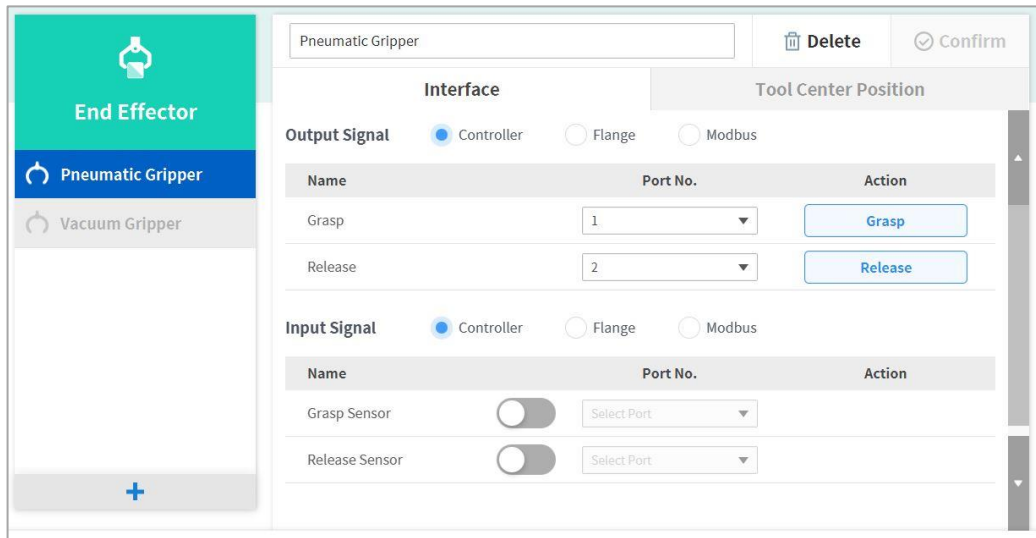 End Effector
Pneumatic Gripper
Vacuum Gripper
+
Pneumatic Gripper
Delete
Confirm
Interface
Tool Center Position
Output Signal Controller Flange Modbus
Name Port No. Action
Grasp 1 Grasp
Release 2 Release
Input Signal Controller Flange Modbus
Name Port No. Action
Grasp Sensor Select Port
Release Sensor Select Port